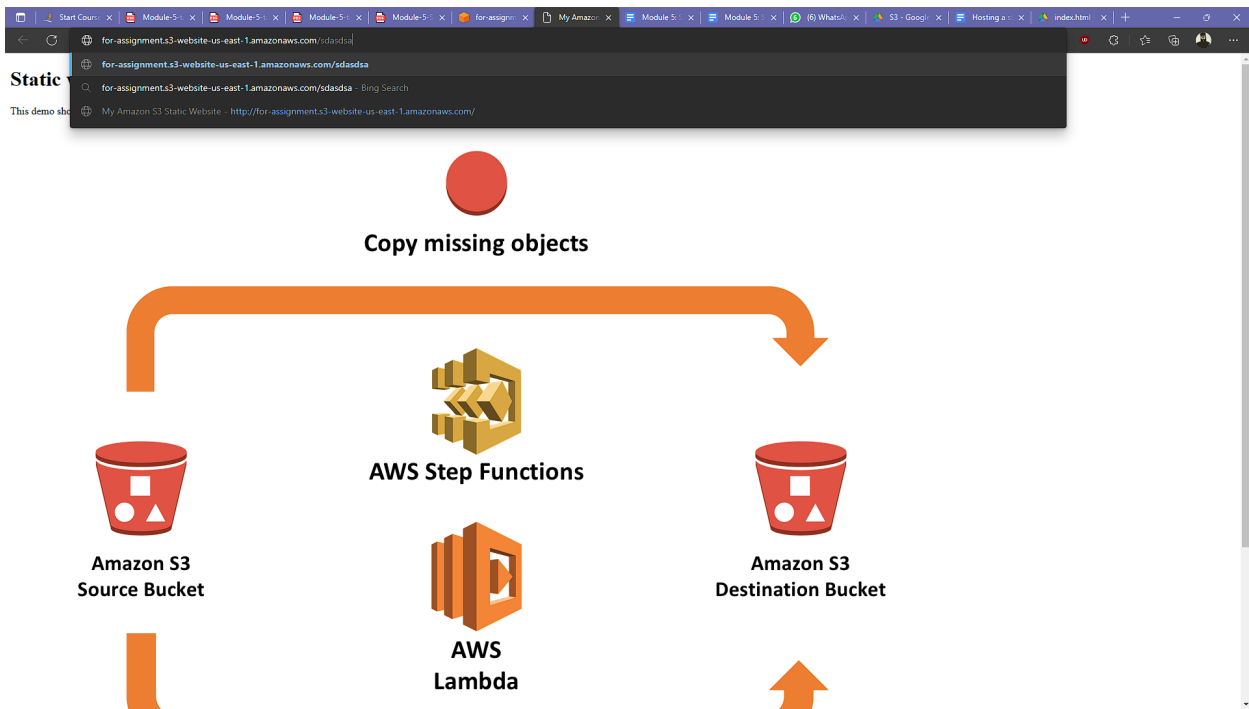 Start Cours
Module-5-
Module-5-
Module-5-
Module-5-
for-assignm
My Amazon
Module 5:
Module 5:
(6) WhatsA
S3 - Googl
Hosting a
index.html
for-assignment.s3-website-us-east-1.amazonaws.com/sdasdsa
for-assignment.s3-website-us-east-1.amazonaws.com/sdasdsa
for-assignment.s3-website-us-east-1.amazonaws.com/sdasdsa - Bing Search
My Amazon S3 Static Website - http://for-assignment.s3-website-us-east-1.amazonaws.com/
Static
This demo sho
Copy missing objects
AWS Step Functions
Amazon S3
Source Bucket
Amazon S3
Destination Bucket
AWS
Lambda